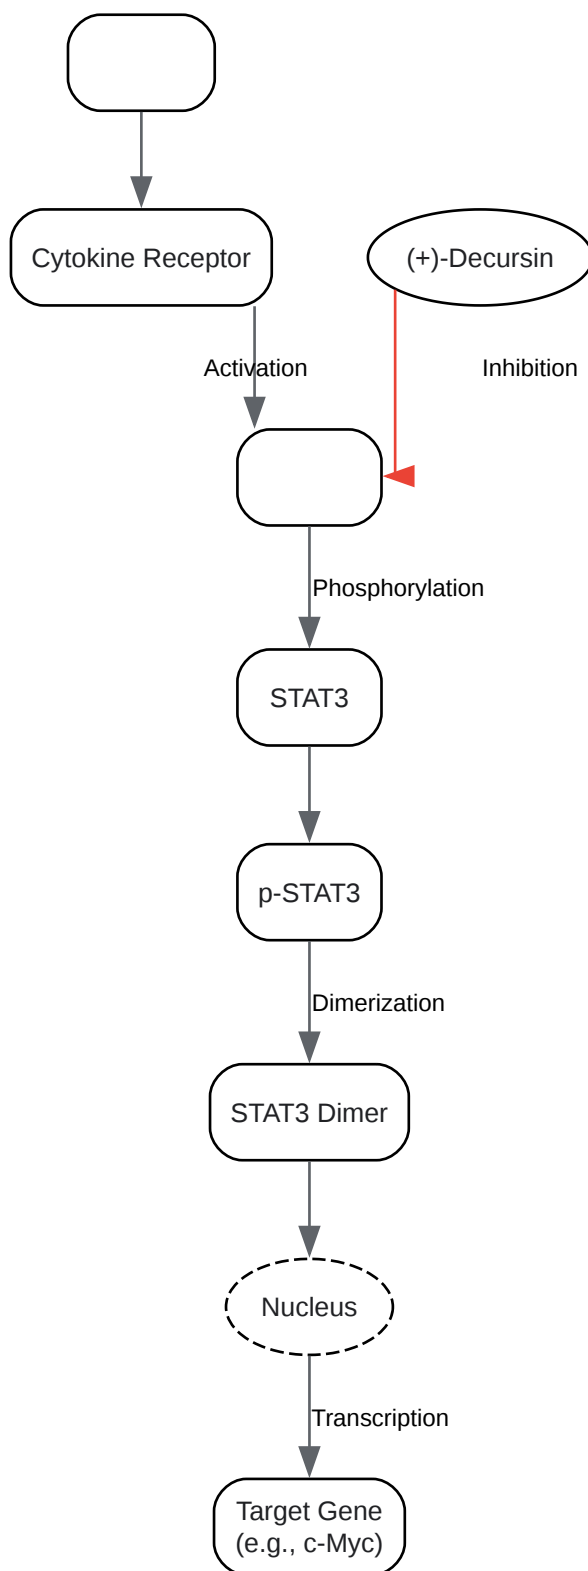 Cytokine Receptor
(+)-Decursin
Activation
Inhibition
Phosphorylation
STAT3
p-STAT3
Dimerization
STAT3 Dimer
Nucleus
Transcription
Target Gene
(e.g., c-Myc)